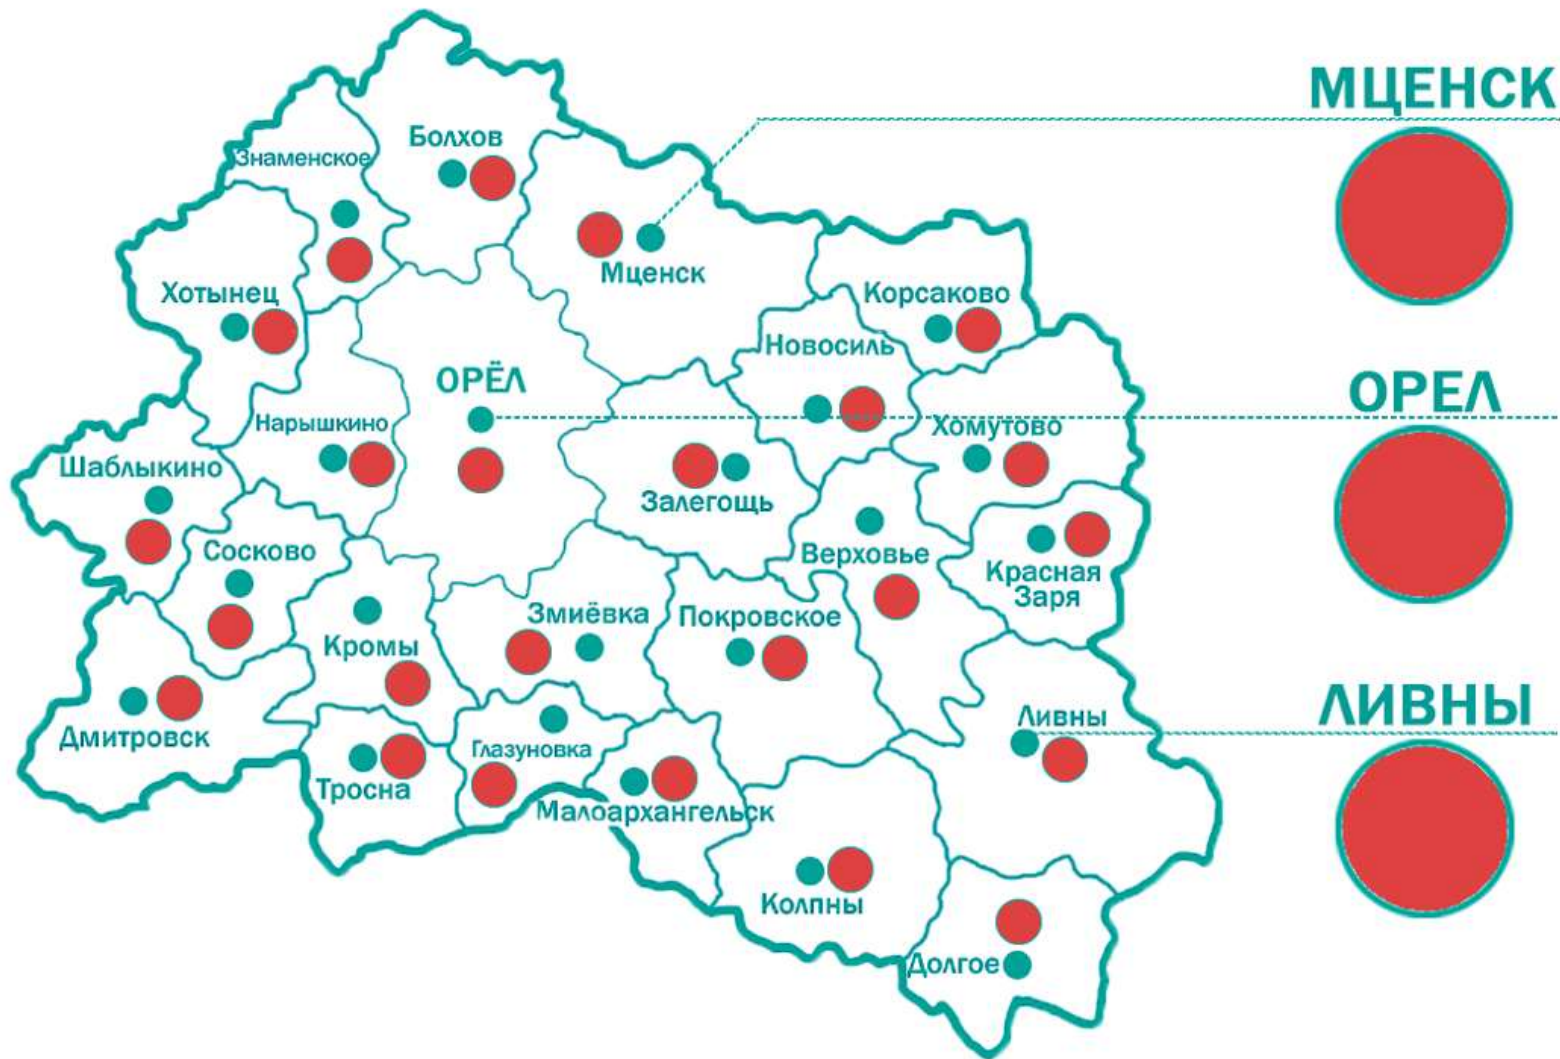 МЦЕНСК
Болхов
Знаменское
Мценск
Хотынец
Корсаково
Новосиль
ОРЁЛ
ОРЕЛ
Нарышкино
Хомутово
Шаблыкино
Залегощь
Сосково
Верховье
Красная
Заря
Змиёвка
Покровское
Кромы
ЛИВНЫ
Ливны
Дмитровск
Глазуновка
Тросна
Малоархангельск
Колпны
Долгое